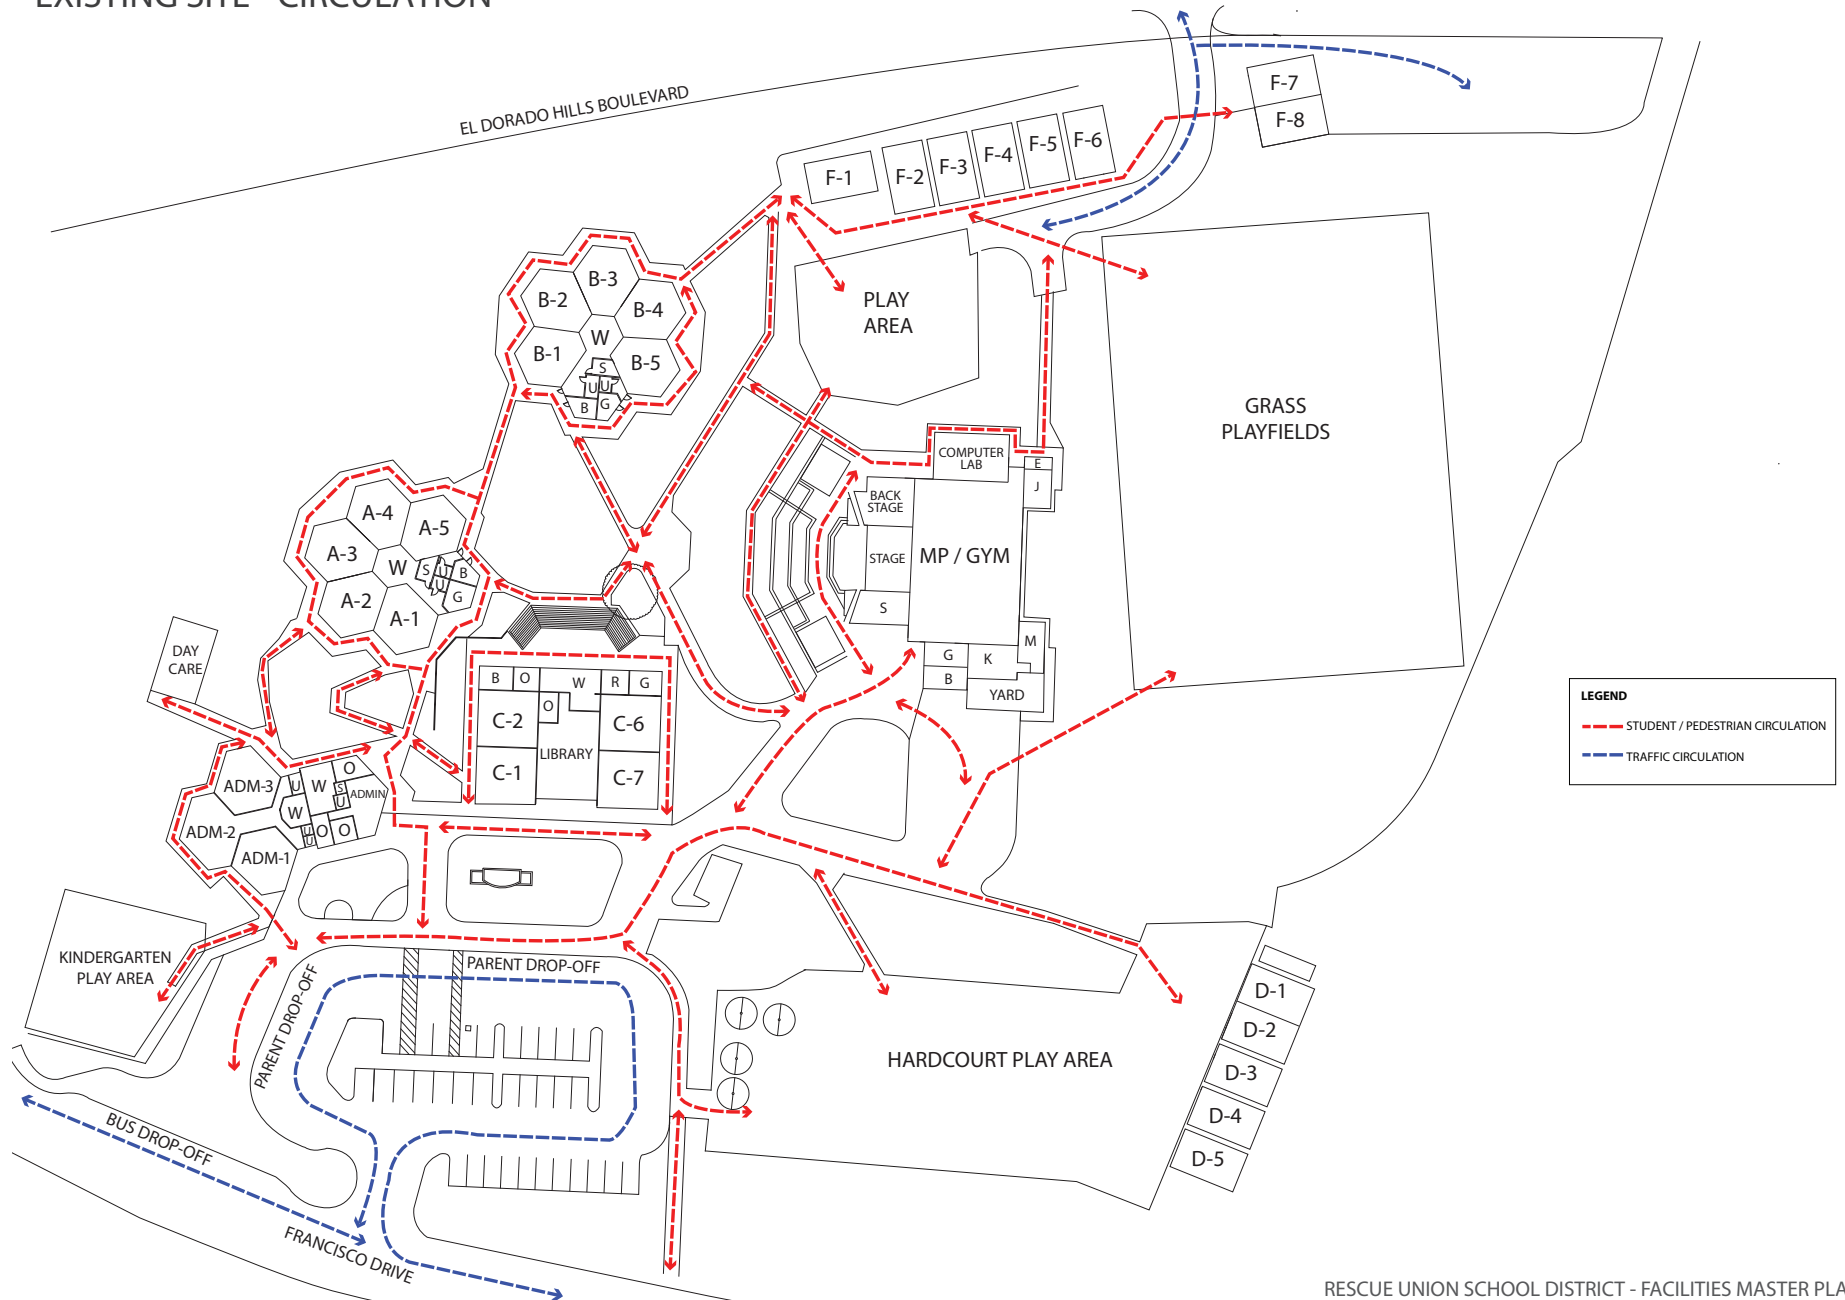 EXISTING SITE - CIRCULATION
EL DORADO HILLS BOULEVARD
F-7
F-8
F-1
F-2
F-3
F-4
F-5
F-6
B-3
B-2
B-4
W
B-1
B-5
S
U
U
B
G
PLAY
AREA
GRASS
PLAYFIELDS
COMPUTER
LAB
E
J
BACK
STAGE
STAGE
MP / GYM
S
G
K
M
B
YARD
A-4
A-5
A-3
W
S
U
B
U
G
A-2
A-1
DAY
CARE
B
O
W
R
G
O
C-2
C-6
LIBRARY
C-1
C-7
LEGEND
STUDENT / PEDESTRIAN CIRCULATION
TRAFFIC CIRCULATION
ADM-3
U
W
O
S
U
ADMIN
W
ADM-2
U
U
O
O
ADM-1
KINDERGARTEN
PLAY AREA
PARENT DROP-OFF
PARENT DROP-OFF
HARDCOURT PLAY AREA
D-1
D-2
D-3
D-4
D-5
BUS DROP-OFF
FRANCISCO DRIVE
RESCUE UNION SCHOOL DISTRICT - FACILITIES MASTER PLA